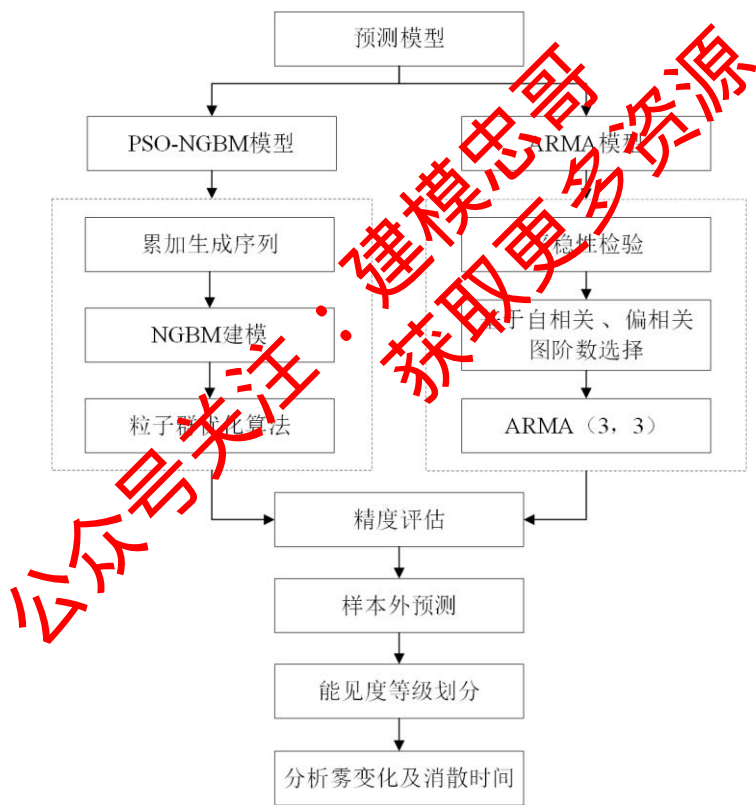 预测模型
PSO-NGBM模型
ARMA模型
累加生成序列
NGBM建模
粒子群优化算法
稳性检验
于自相关、偏相关
图阶数选择
ARMA（3，3）
精度评估
样本外预测
能见度等级划分
分析雾变化及消散时间
公众号关注：建模忠哥
获取更多资源